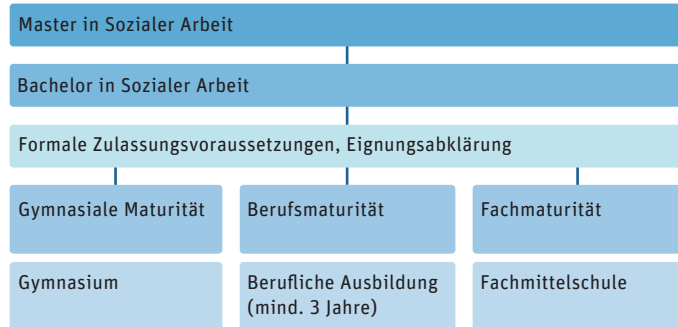 Master in Sozialer Arbeit
Bachelor in Sozialer Arbeit
Formale Zulassungsvoraussetzungen, Eignungsabklärung
Gymnasiale Maturität
Berufsmaturität
Fachmaturität
Gymnasium
Berufliche Ausbildung
(mind. 3 Jahre)
Fachmittelschule